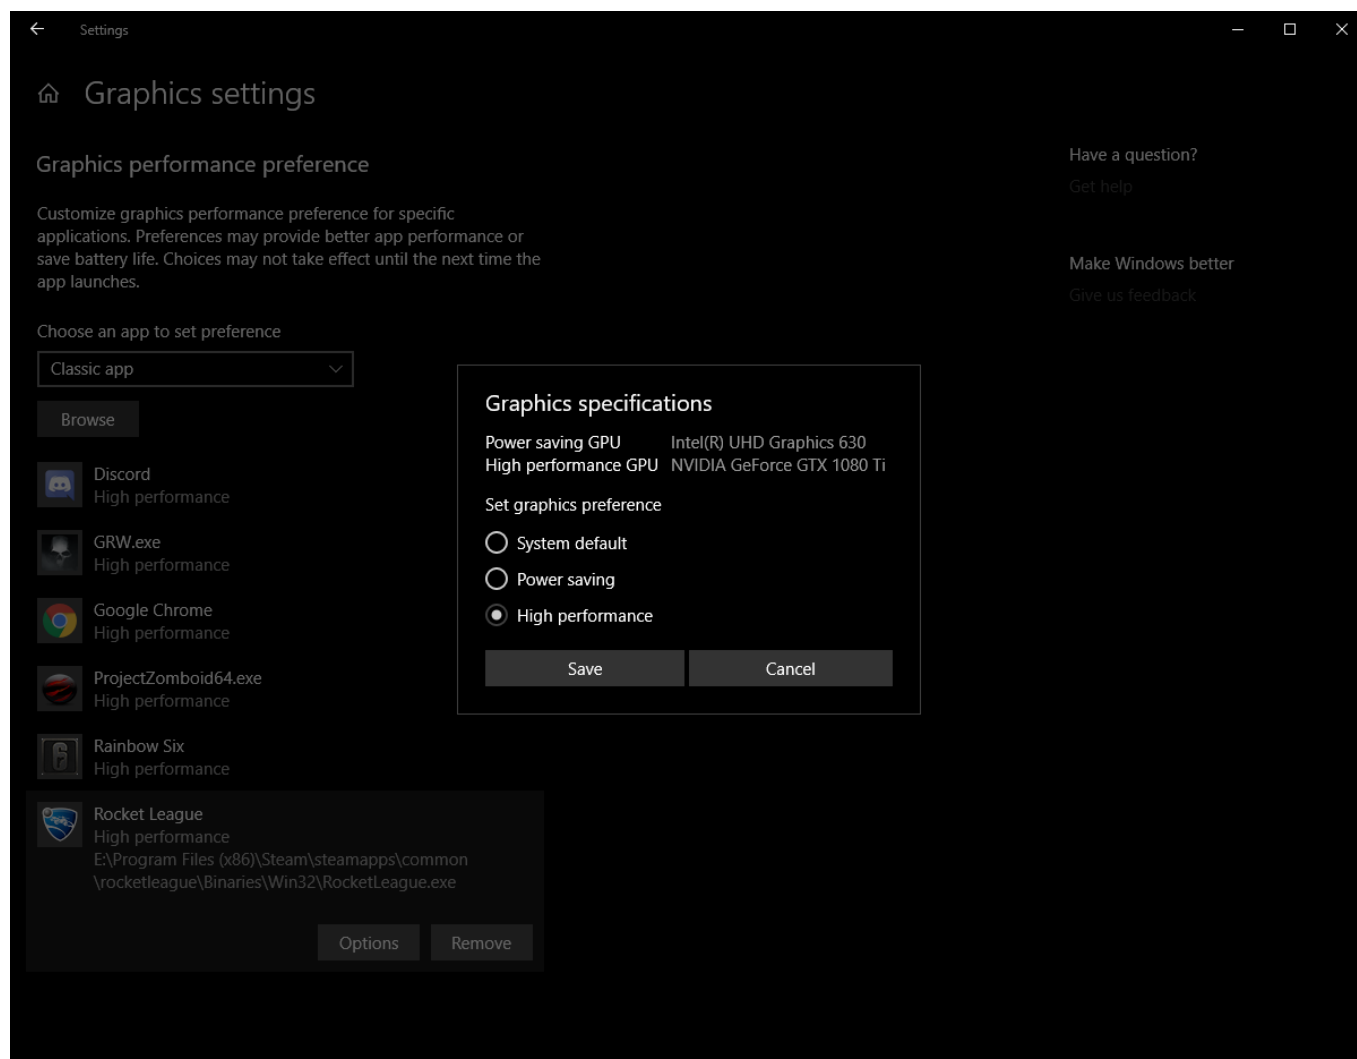 Settings
Graphics settings
Graphics performance preference
Customize graphics performance preference for specific
applications. Preferences may provide better app performance or
save battery life. Choices may not take effect until the next time the
app launches.
Choose an app to set preference
Classic app
Browse
Discord
High performance
GRW.exe
High performance
Google Chrome
High performance
ProjectZomboid64.exe
High performance
Rainbow Six
High performance
Rocket League
High performance
E:\Program Files (x86)\Steam\steamapps\common
\rocketleague\Binaries\Win32\RocketLeague.exe
Options Remove
Graphics specifications
Power saving GPU Intel(R) UHD Graphics 630
High performance GPU NVIDIA GeForce GTX 1080 Ti
Set graphics preference
System default
Power saving
High performance
Save Cancel
Have a question?
Get help
Make Windows better
Give us feedback